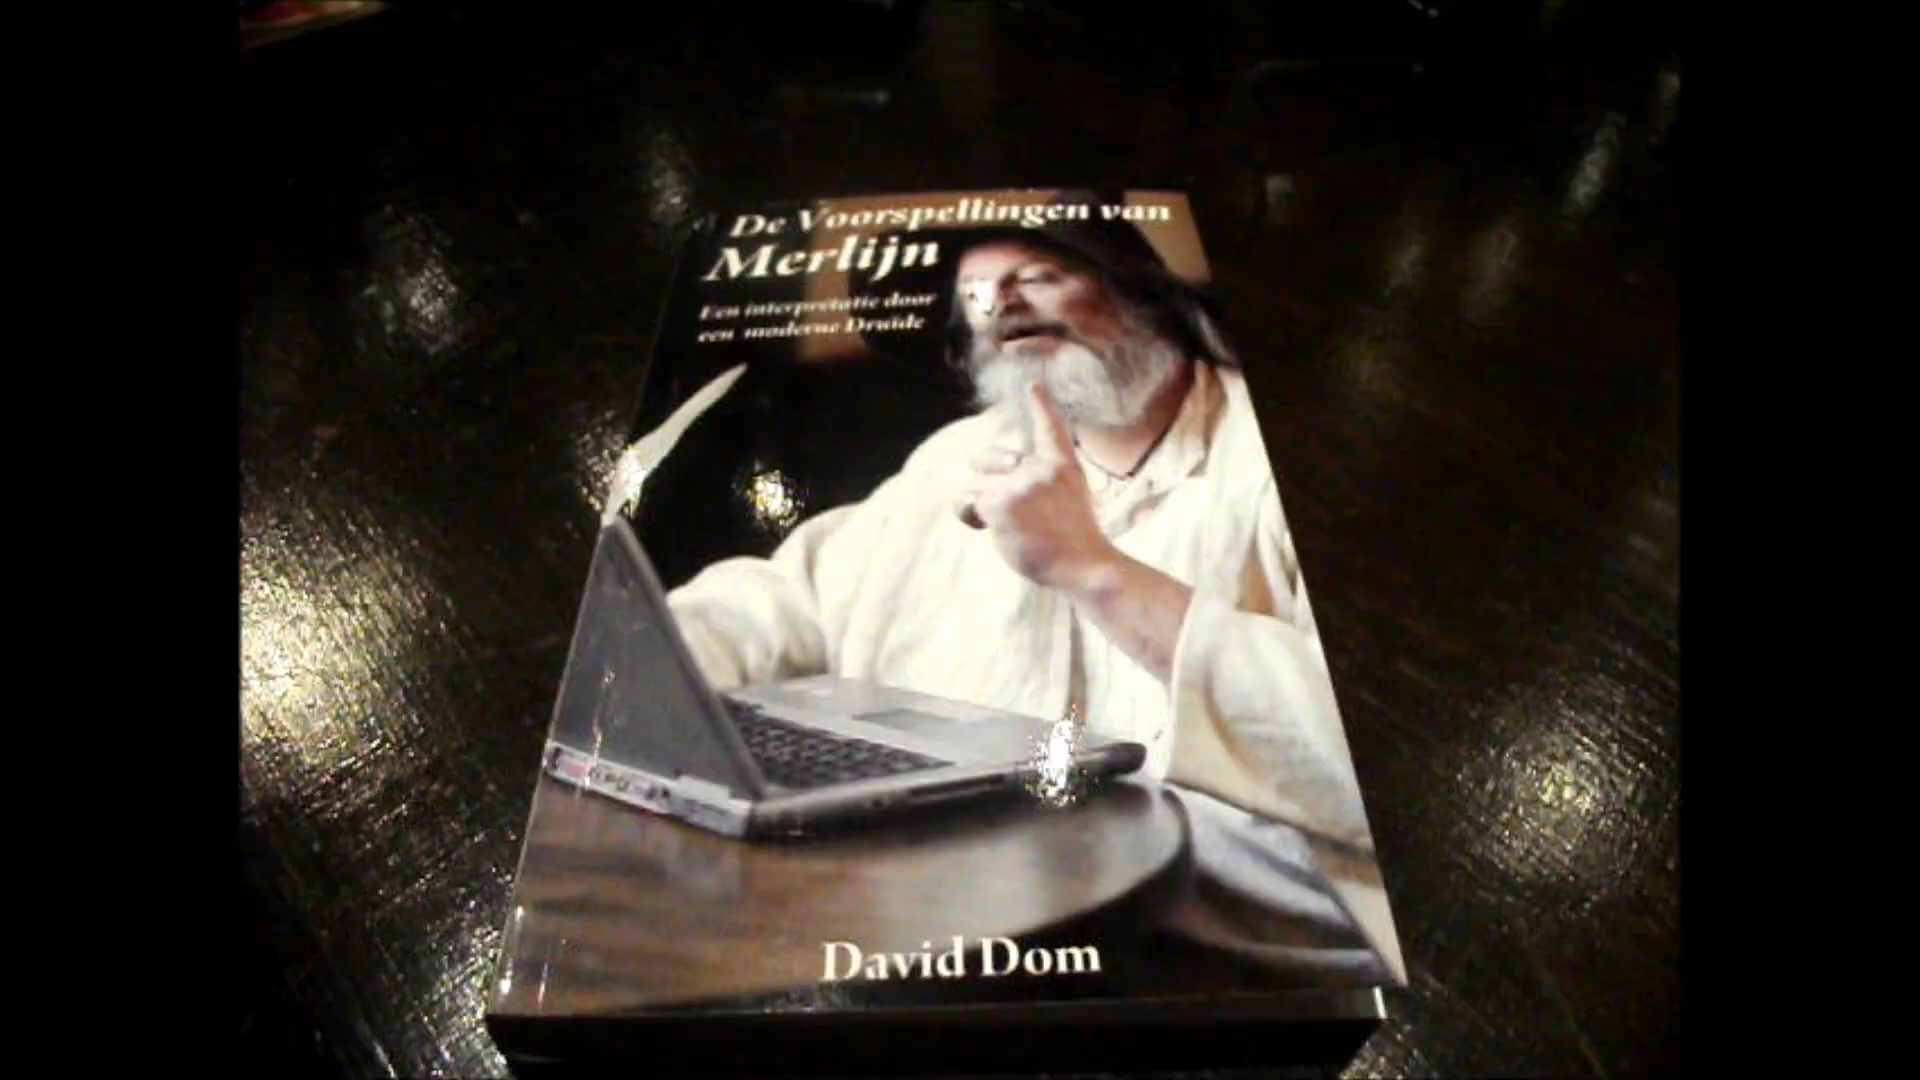 De Voorspellingen van
Merlijn
Een interpretatie door
een moderne Druide
David Dom